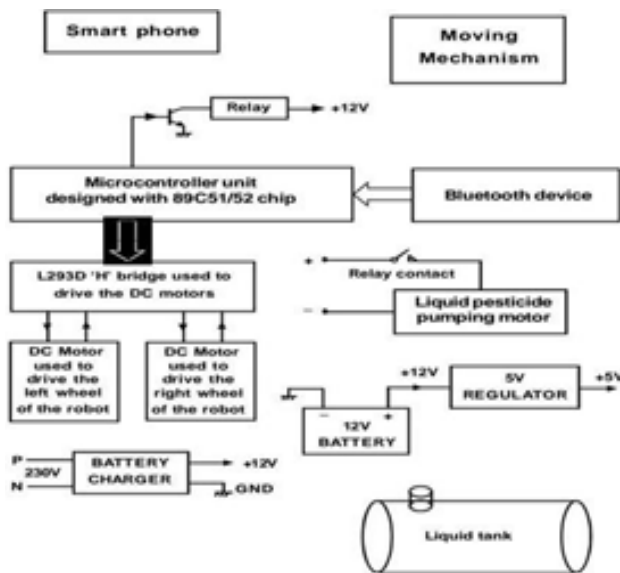 Smart phone
Moving
Mechanism
Relay
+12V
Microcontroller unit
designed with 89C51/52 chip
Bluetooth device
L293D 'H' bridge used to
drive the DC motors
+
Relay contact
–
Liquid pesticide
pumping motor
DC Motor
used to
drive the
left wheel
of the robot
DC Motor
used to
drive the
right wheel
of the robot
+12V
5V
REGULATOR
+5V
–
+
12V
BATTERY
P
230V
N
BATTERY
CHARGER
+12V
GND
Liquid tank